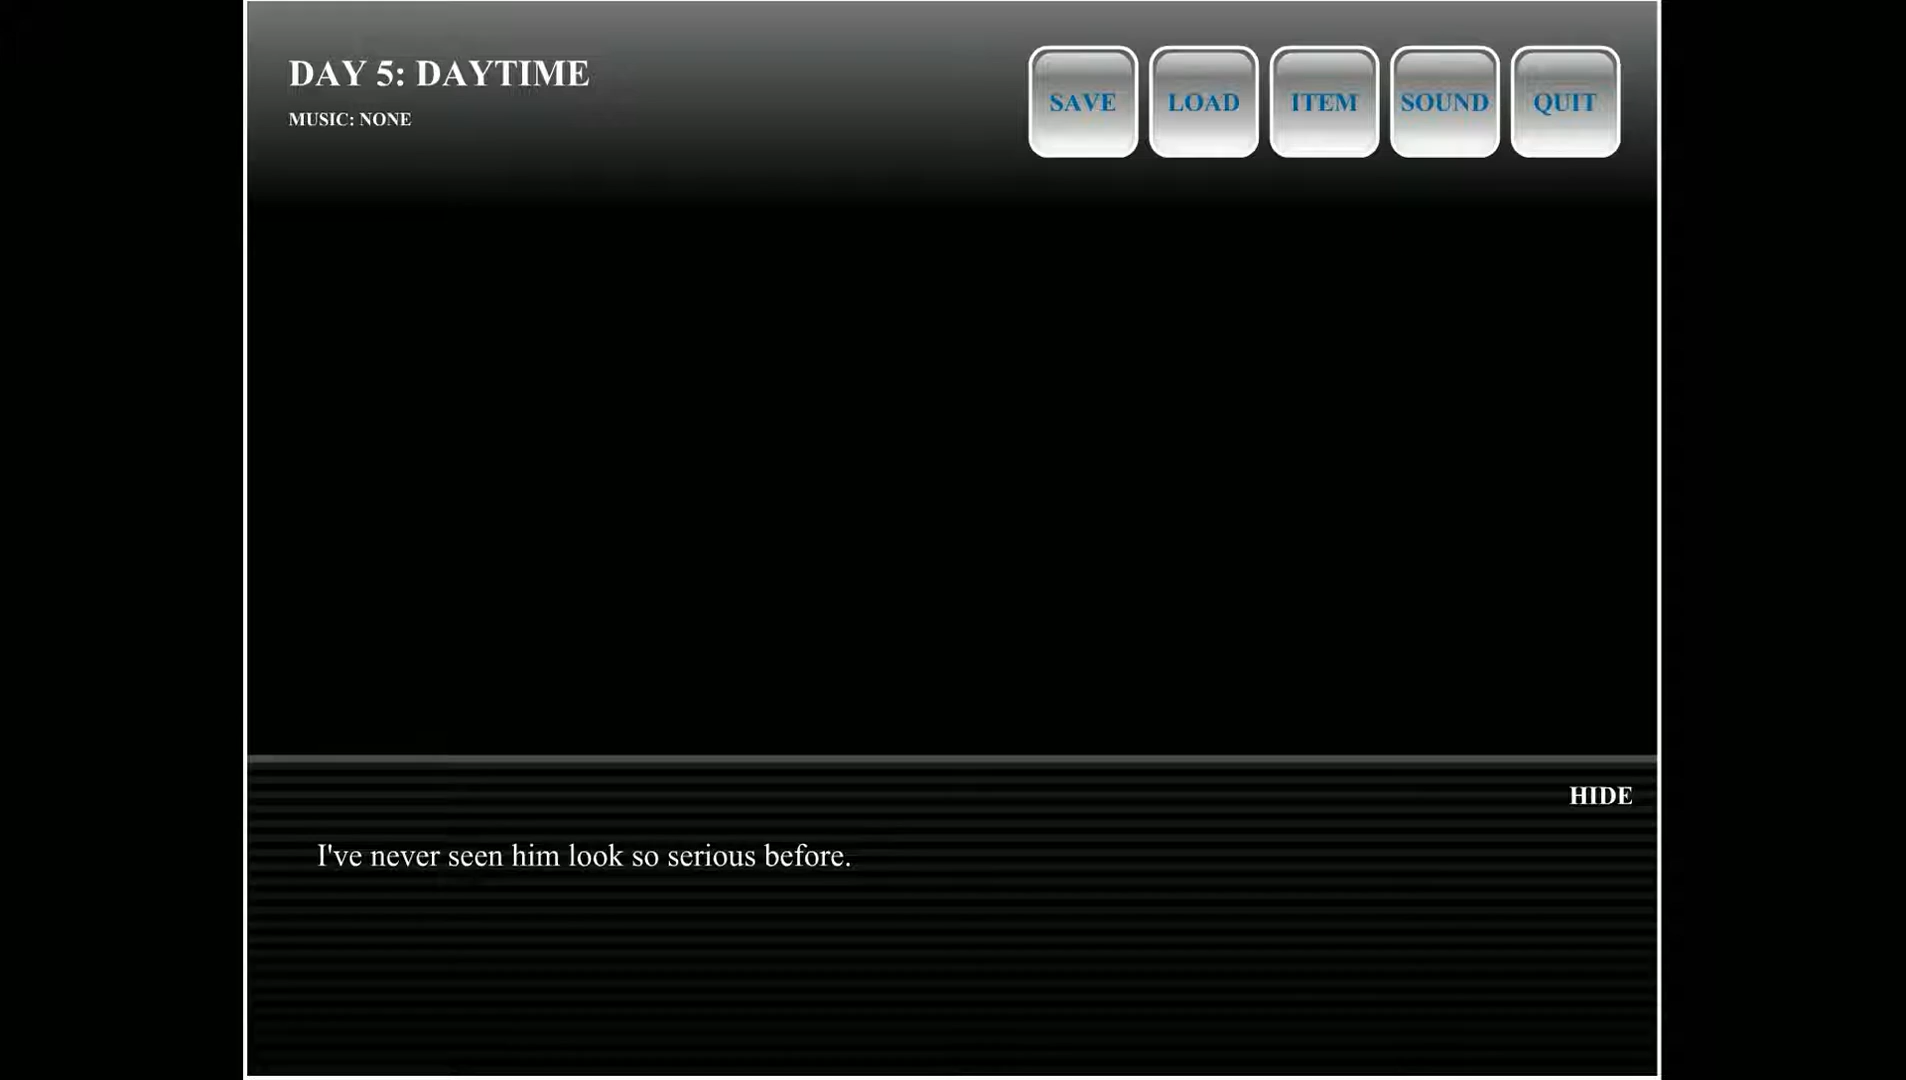 DAY 5: DAYTIME
MUSIC: NONE
SAVE LOAD ITEM SOUND QUIT
HIDE
I've never seen him look so serious before.